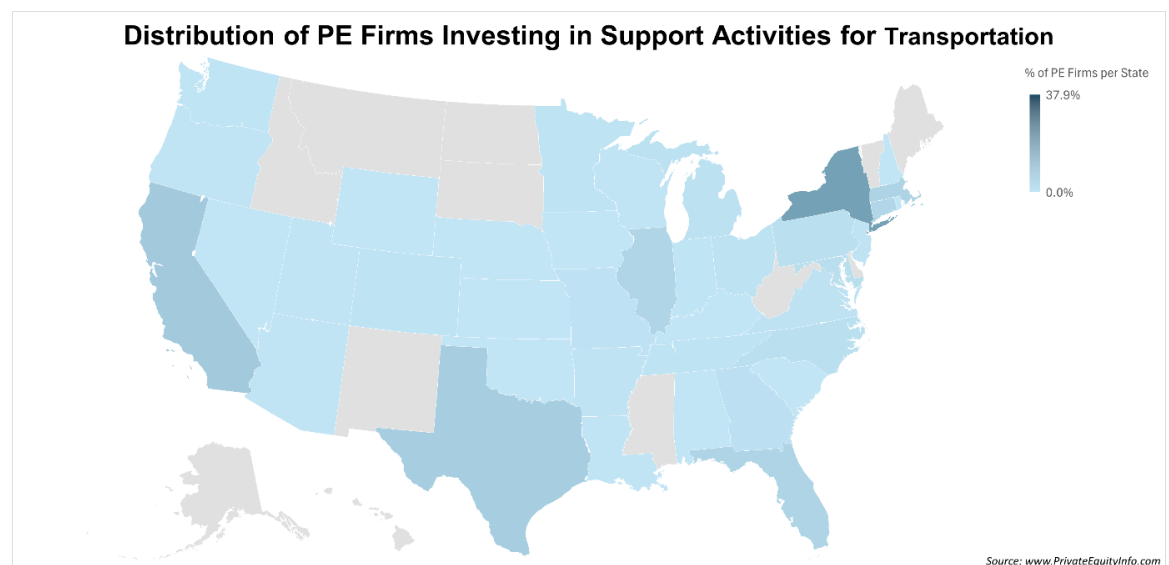 Distribution of PE Firms Investing in Support Activities for Transportation
% of PE Firms per State
37.9%
0.0%
Source: www.PrivateEquityInfo.com